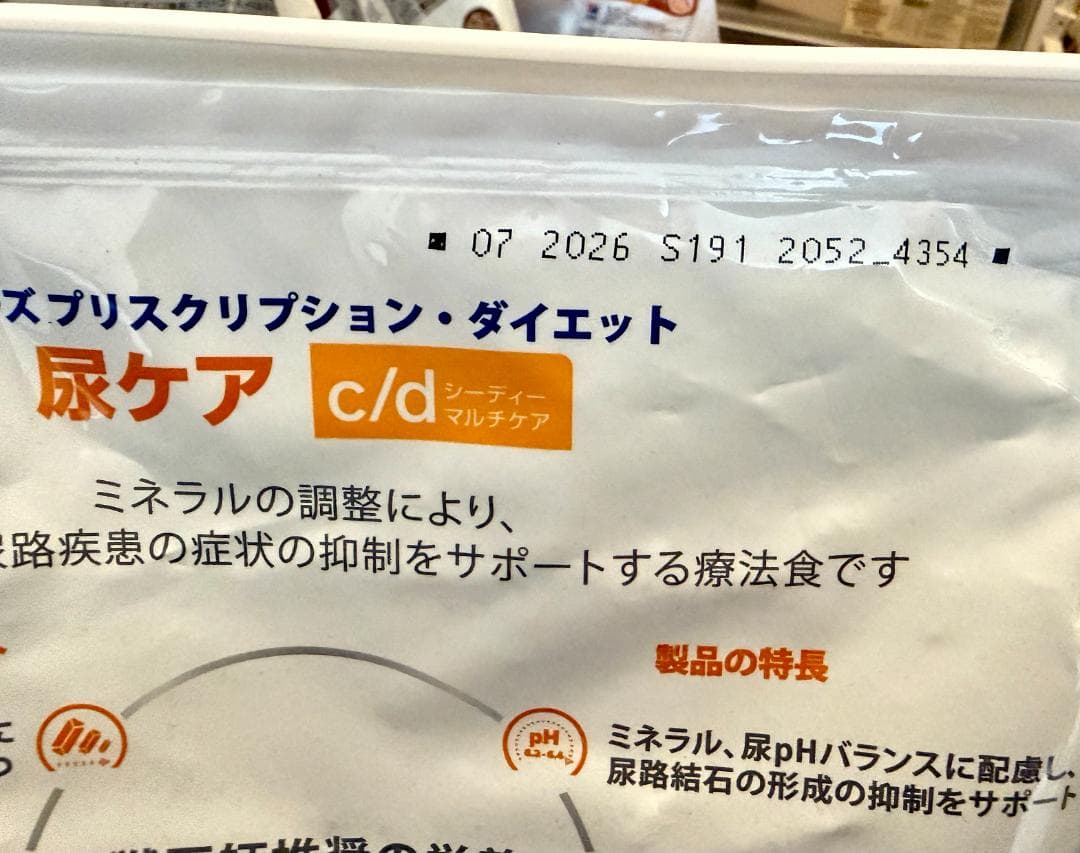 07 2026 S191 2052_4354
ズプリスクリプション・ダイエット
尿ケア
c/d シーディー
マルチケア
ミネラルの調整により、
路疾患の症状の抑制をサポートする療法食です
製品の特長
pH
6.2-6.4
ミネラル、尿pHバランスに配慮し、
尿路結石の形成の抑制をサポート